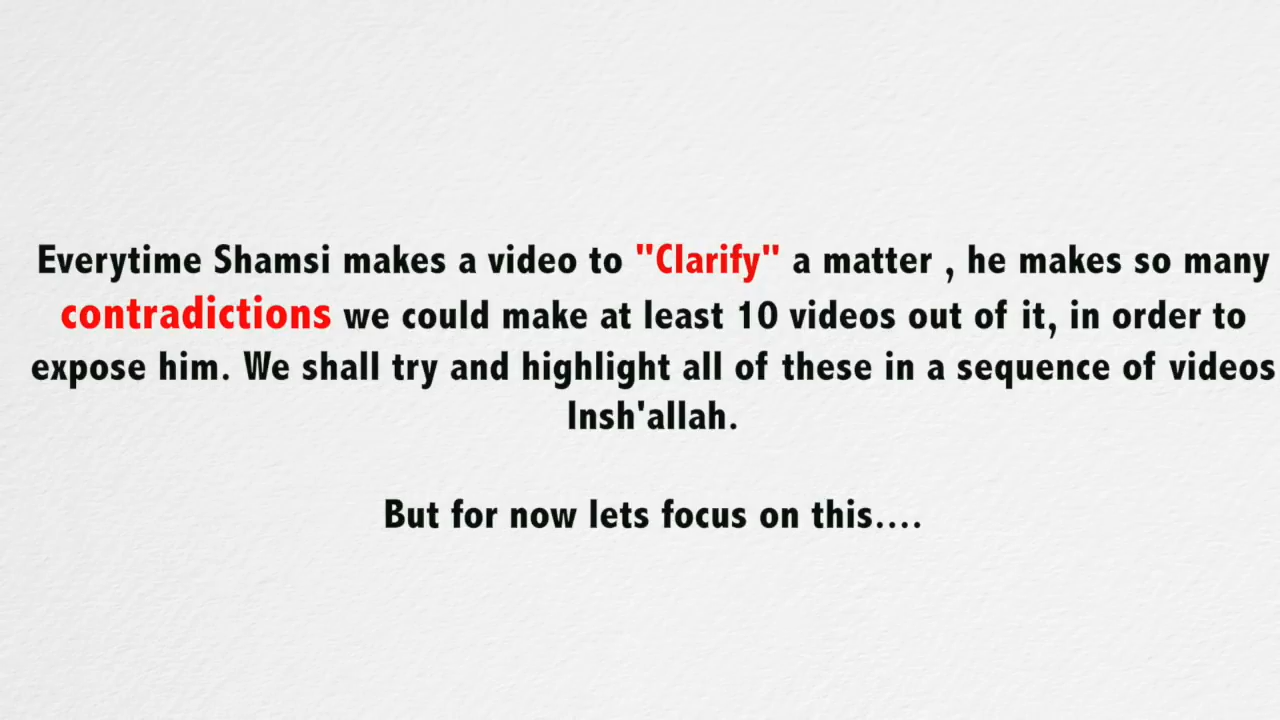 Everytime Shamsi makes a video to "Clarify" a matter , he makes so many
contradictions we could make at least 10 videos out of it, in order to
expose him. We shall try and highlight all of these in a sequence of videos
Insh'allah.
But for now lets focus on this....